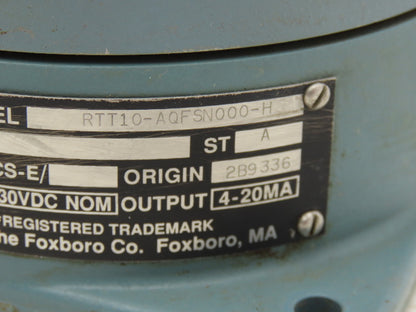 EL RTT10-AQFSN000-H
ST A
CS-E/ ORIGIN 2B9336
30VDC NOM OUTPUT 4-20MA
REGISTERED TRADEMARK
he Foxboro Co. Foxboro, MA